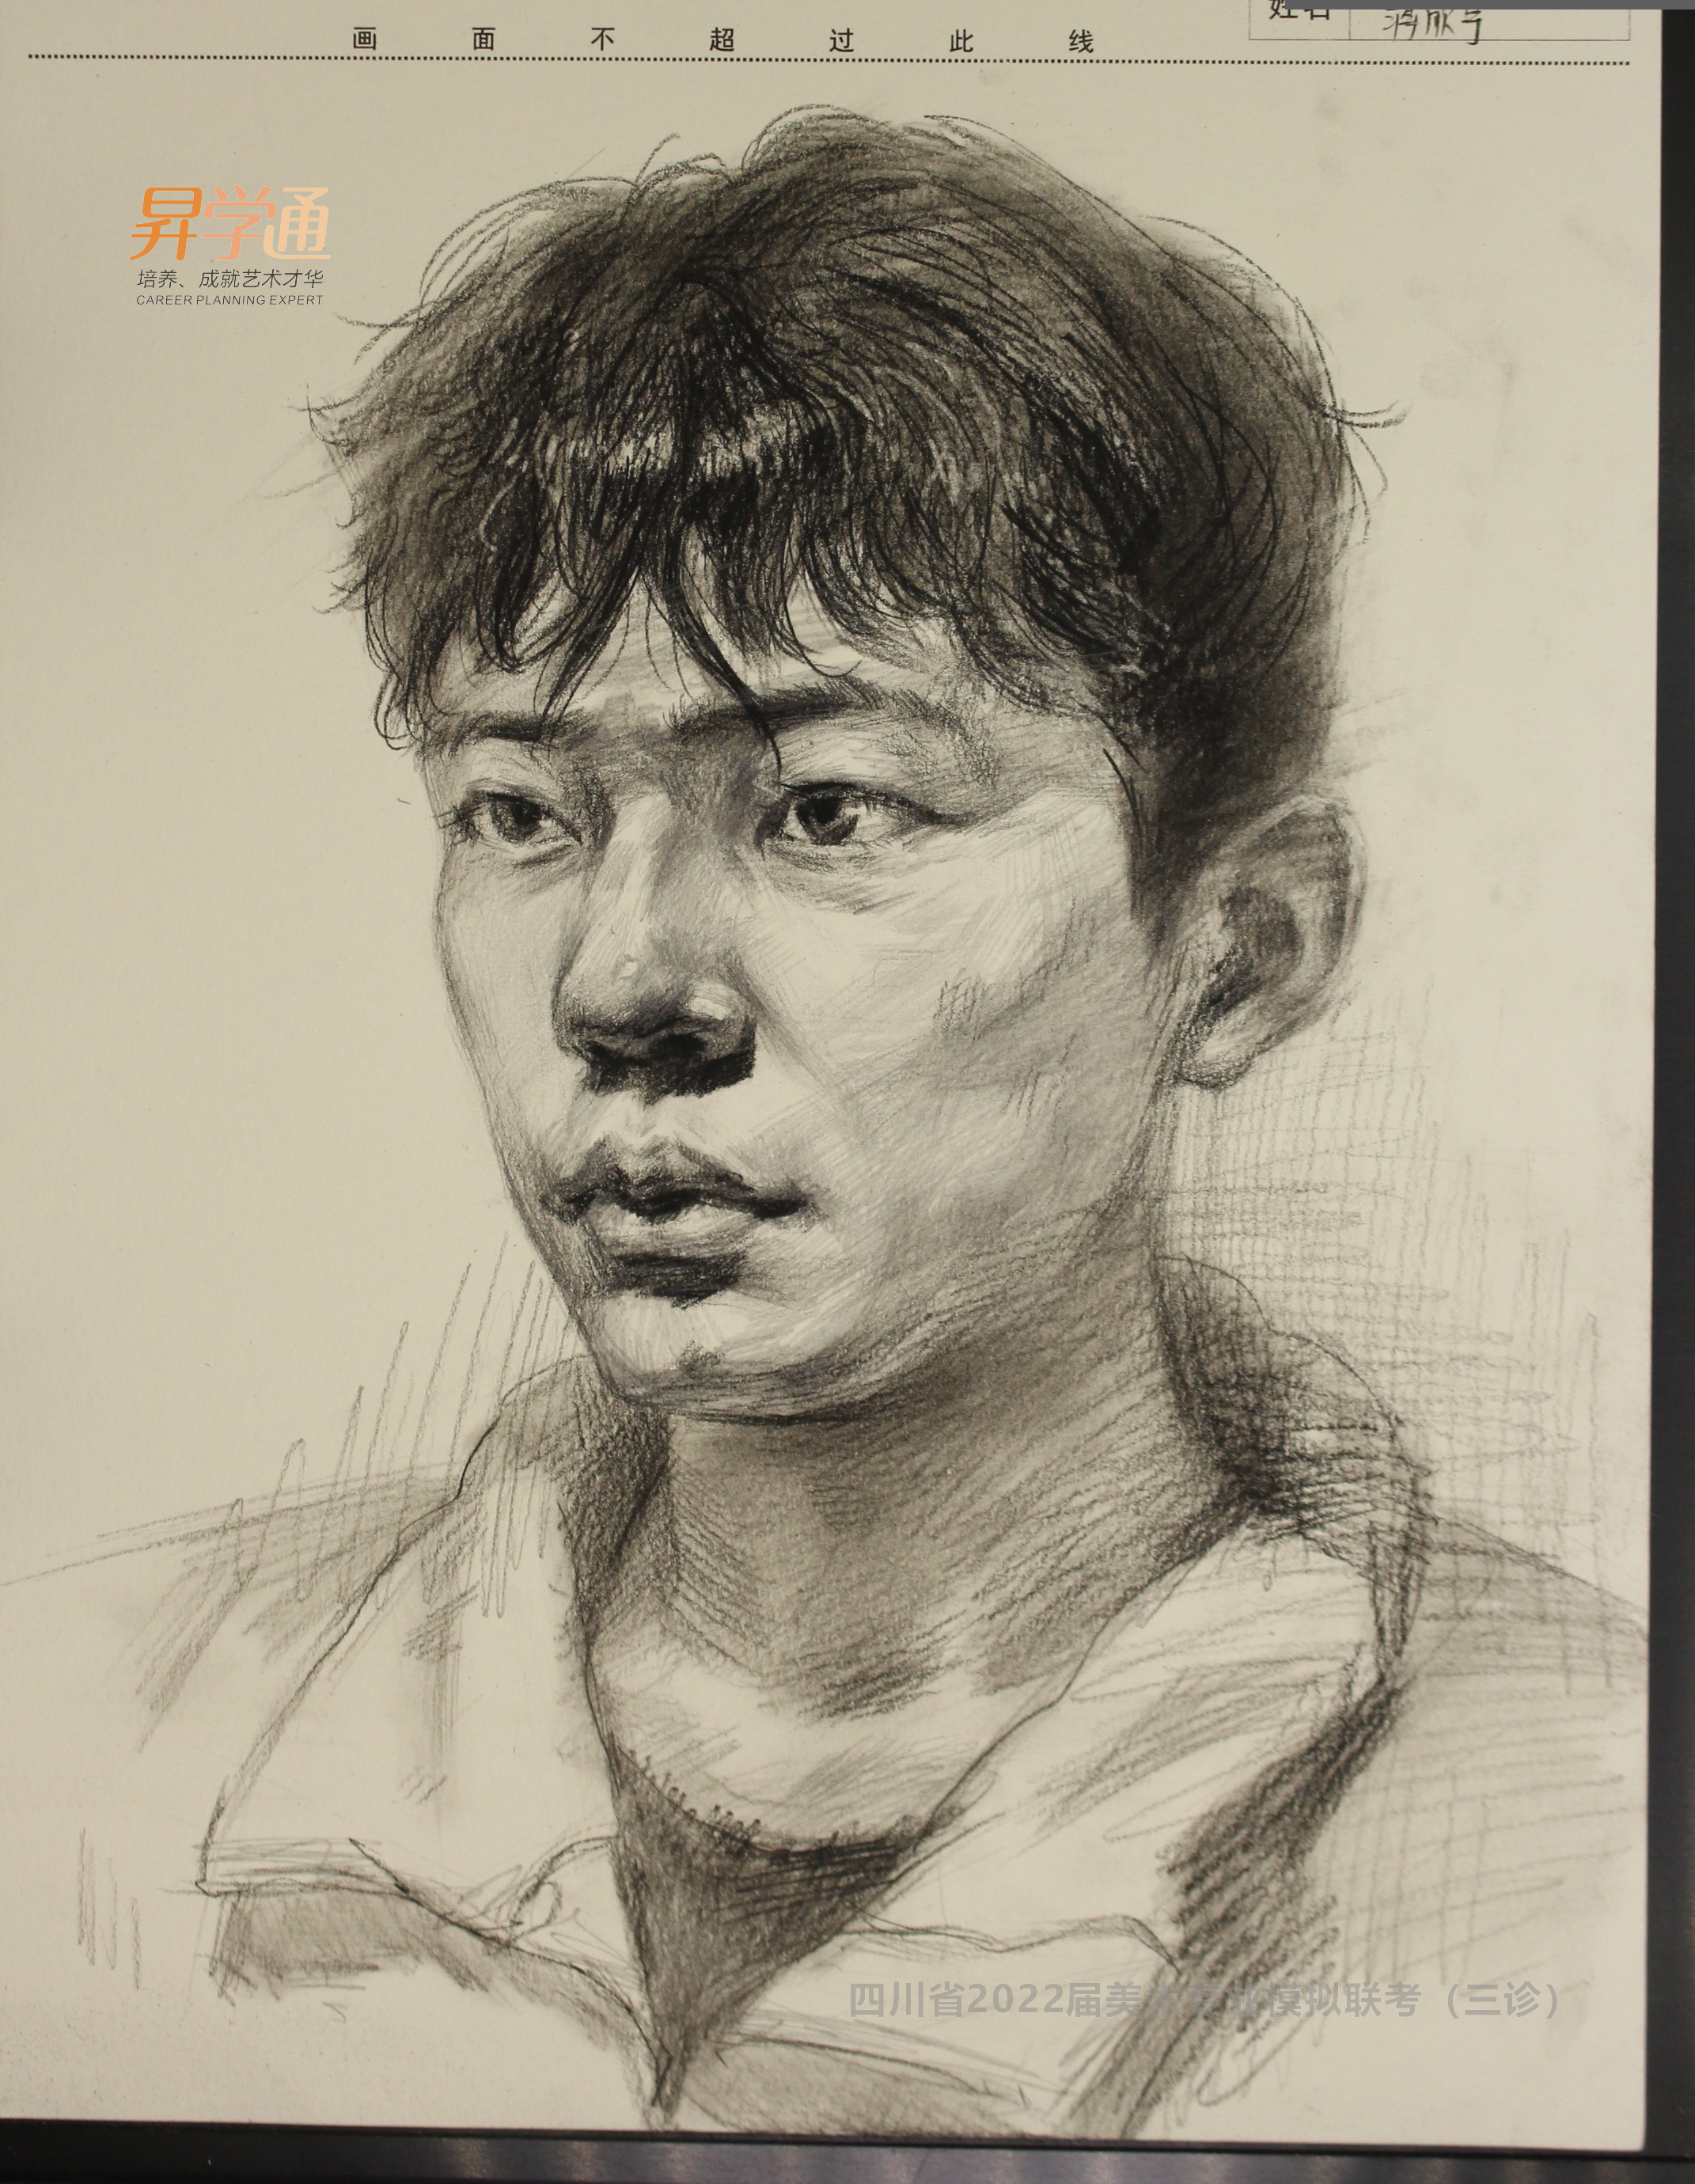 姓名
画 面 不 超 过 此 线
昇学通
培养、成就艺术才华
CAREER PLANNING EXPERT
四川省2022届美术专业模拟联考（三诊）